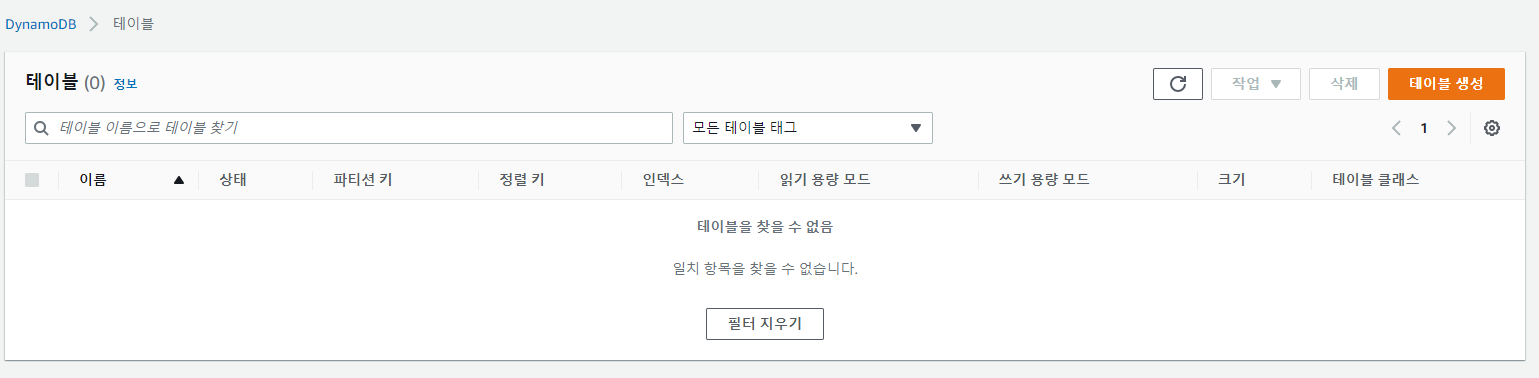 DynamoDB > 테이블
테이블 (0) 정보
작업 삭제 테이블 생성
테이블 이름으로 테이블 찾기 모든 테이블 태그 1
이름 상태 파티션 키 정렬 키 인덱스 읽기 용량 모드 쓰기 용량 모드 크기 테이블 클래스
테이블을 찾을 수 없음
일치 항목을 찾을 수 없습니다.
필터 지우기